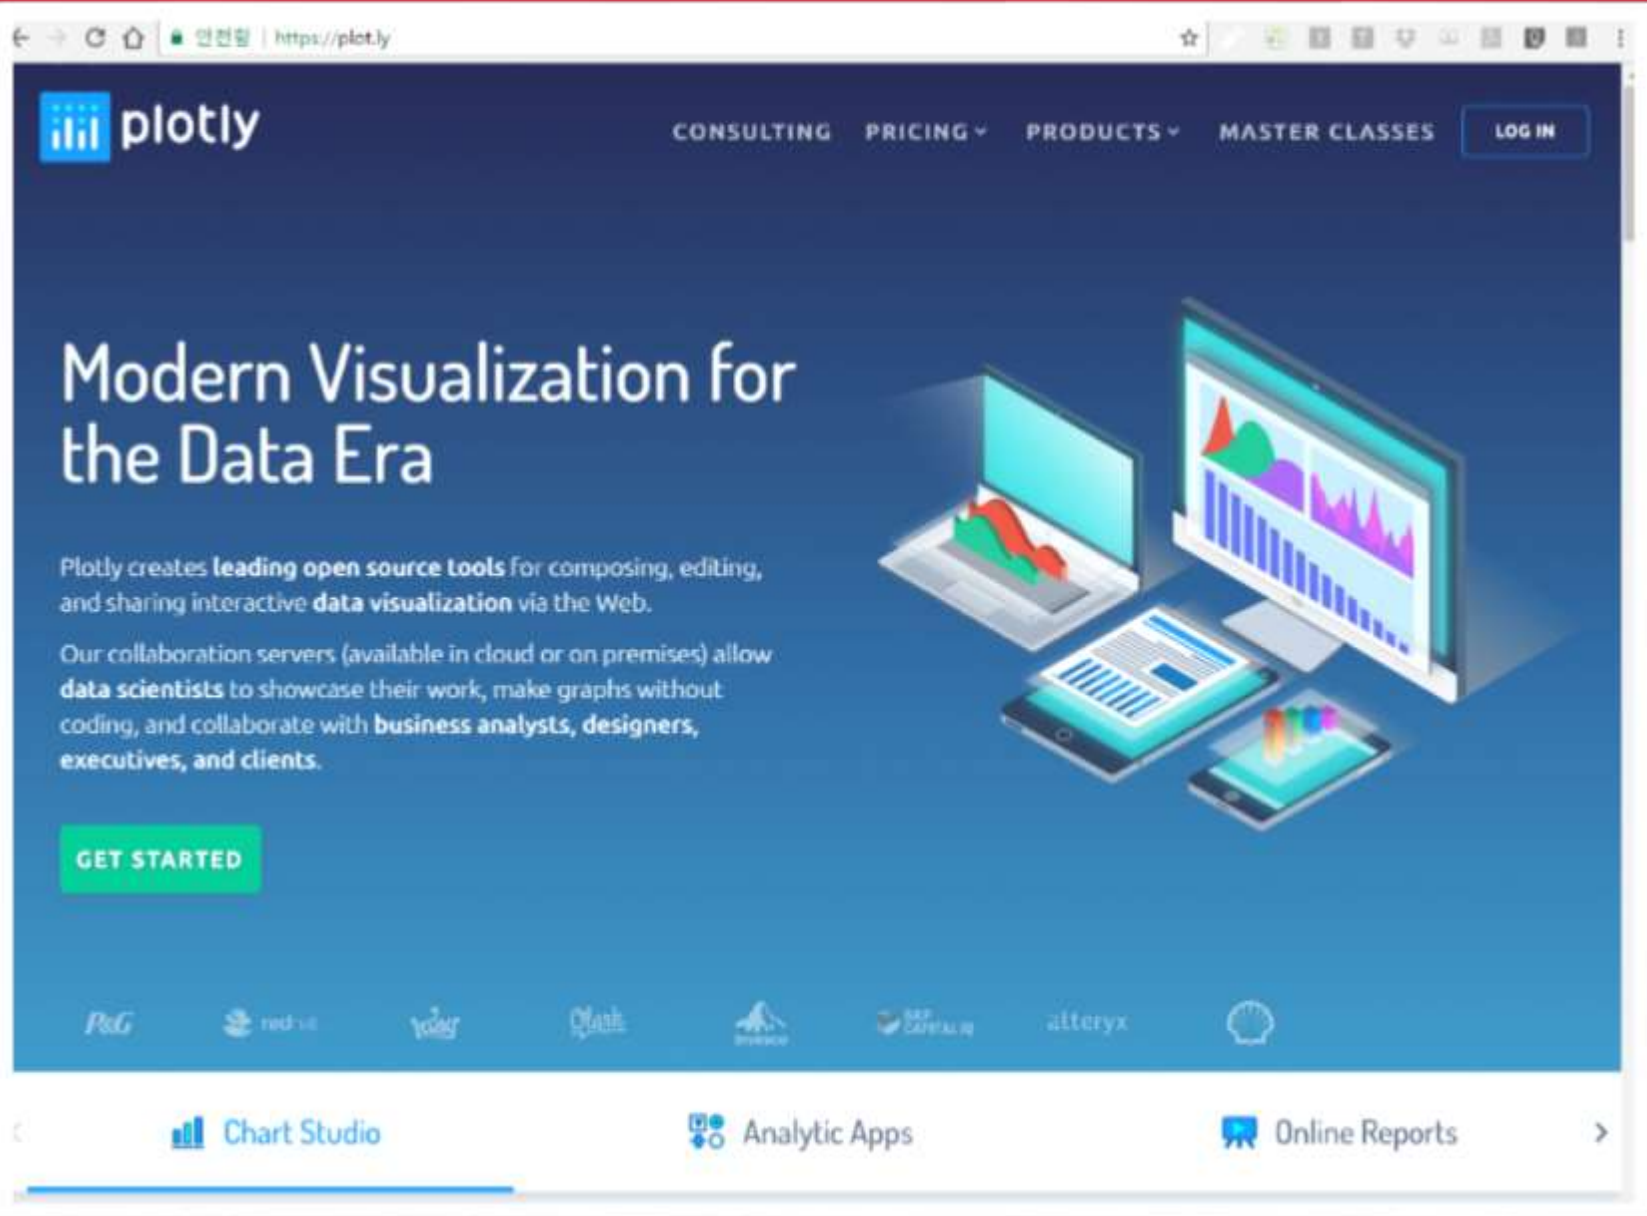 안전함 | https://plot.ly
plotly
CONSULTING PRICING PRODUCTS MASTER CLASSES LOG IN
Modern Visualization for
the Data Era
Plotly creates leading open source tools for composing, editing,
and sharing interactive data visualization via the Web.
Our collaboration servers (available in cloud or on premises) allow
data scientists to showcase their work, make graphs without
coding, and collaborate with business analysts, designers,
executives, and clients.
GET STARTED
P&G alteryx
Chart Studio Analytic Apps Online Reports